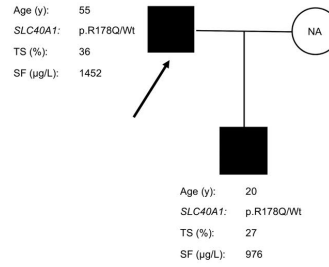 Age (y): 55
SLC40A1: p.R178Q/Wt
TS (%): 36
SF (µg/L): 1452
NA
Age (y): 20
SLC40A1: p.R178Q/Wt
TS (%): 27
SF (µg/L): 976